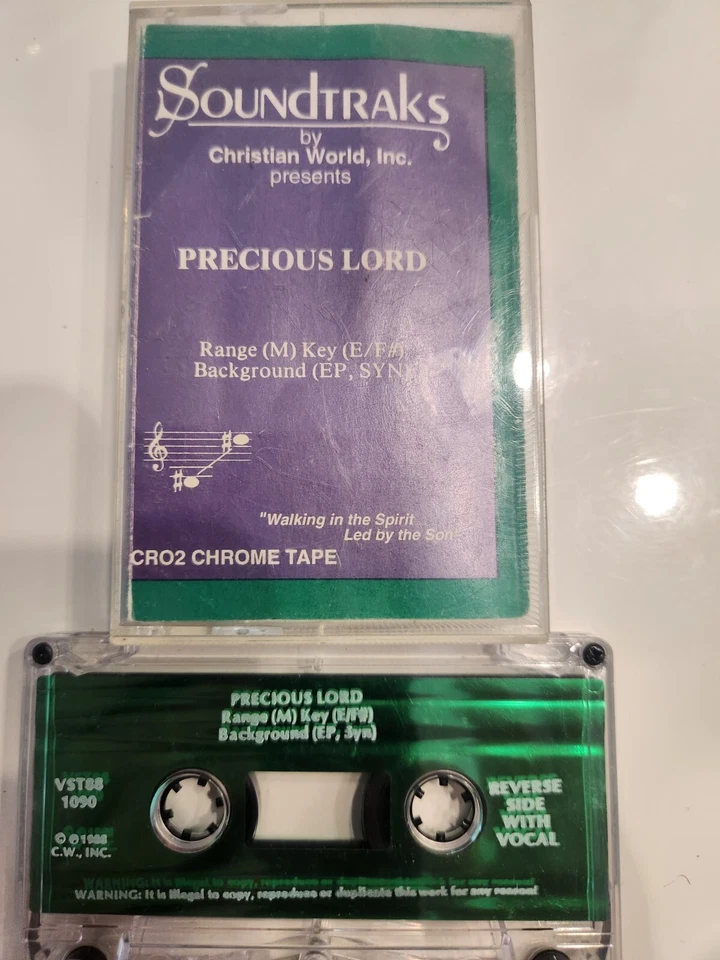 Soundtraks
by
Christian World, Inc.
presents
PRECIOUS LORD
Range (M) Key (E/F#)
Background (EP, SYN)
"Walking in the Spirit
Led by the Son"
CRO2 CHROME TAPE
PRECIOUS LORD
Range (M) Key (E/F#)
Background (EP, Syn)
VST88
1090
© ℗ 1988
C.W., INC.
REVERSE
SIDE
WITH
VOCAL
WARNING: It is illegal to copy, reproduce or duplicate this work for any reason!